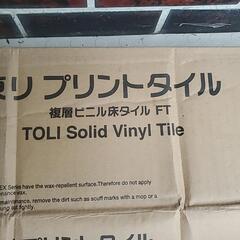 東リ プリントタイル
複層ビニル床タイル FT
TOLI Solid Vinyl Tile
EX Series have the wax-repellent surface.Therefore do not apply
maintenance, remove the dirt such as scuff marks with a mop or a